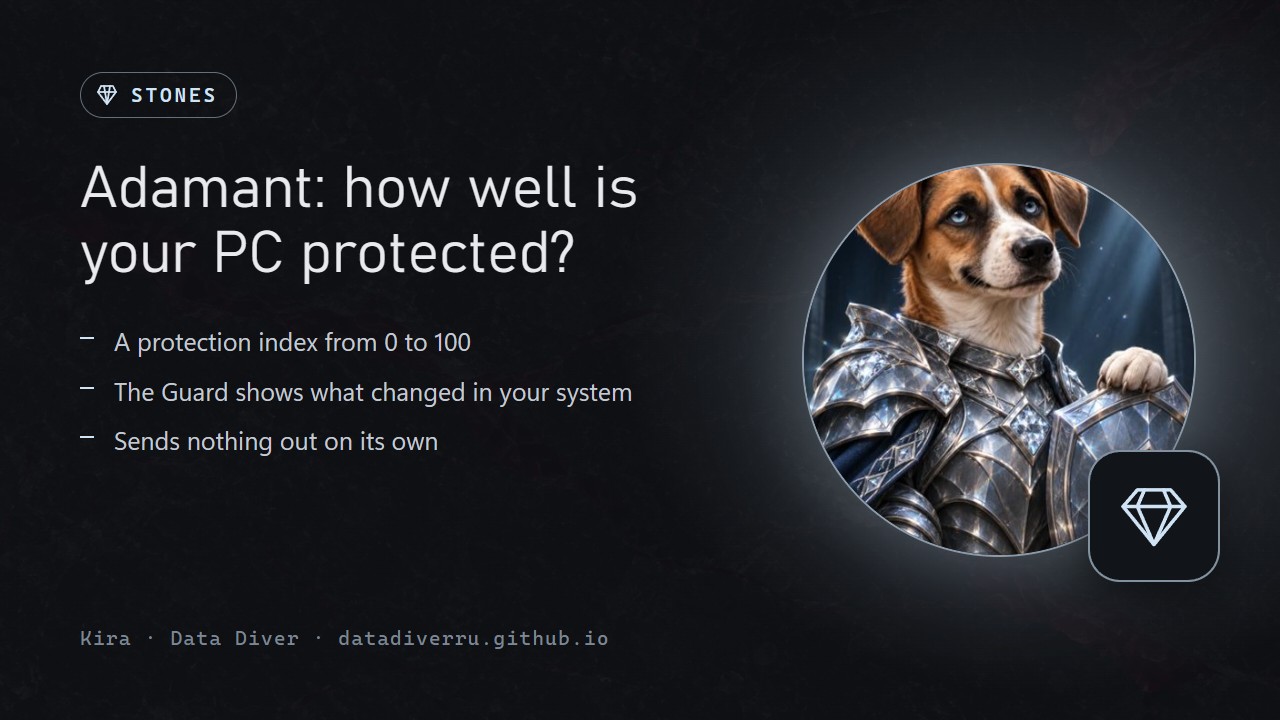 STONES
Adamant: how well is
your PC protected?
– A protection index from 0 to 100
– The Guard shows what changed in your system
– Sends nothing out on its own
Kira · Data Diver · datadiverru.github.io